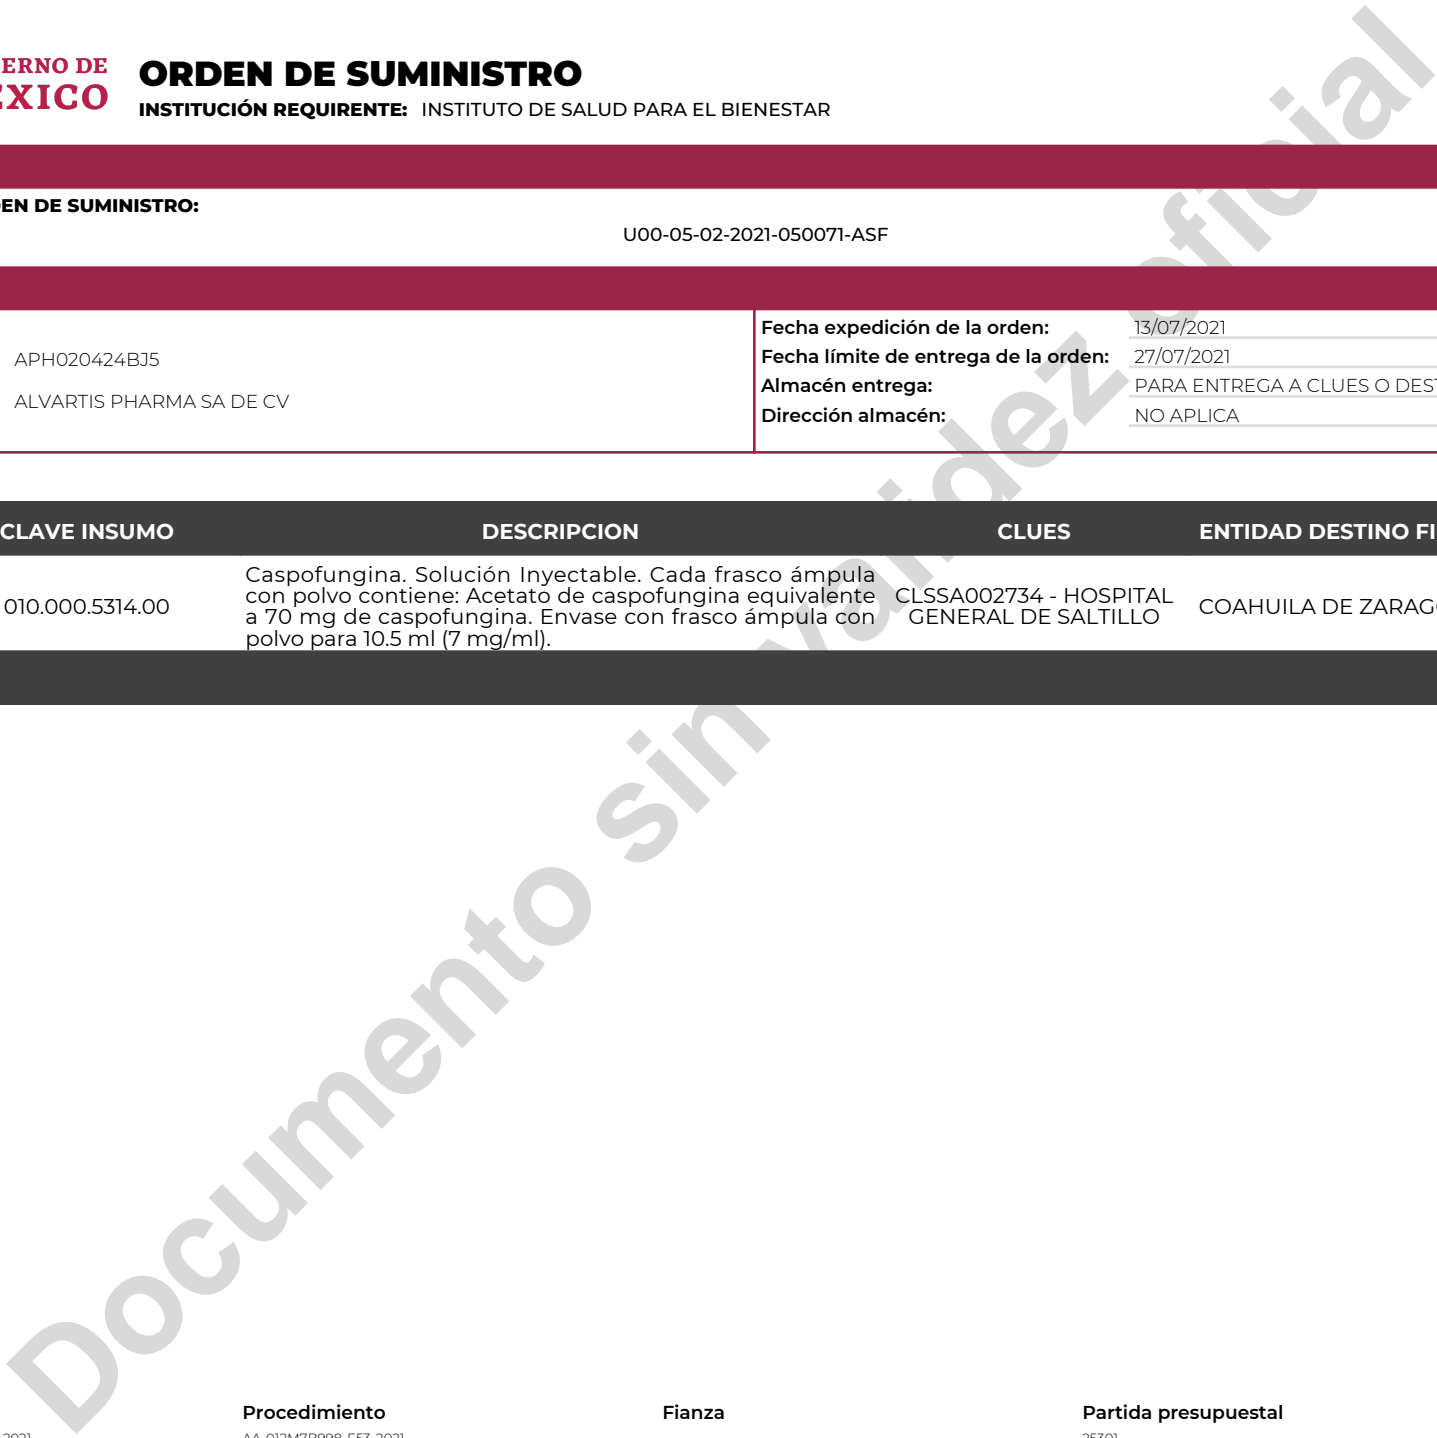 ERNO DE
ORDEN DE SUMINISTRO
EXICO
INSTITUCIÓN REQUIRENTE: INSTITUTO DE SALUD PARA EL BIENESTAR
EN DE SUMINISTRO:
U00-05-02-2021-050071-ASF
Fecha expedición de la orden: 13/07/2021
APH020424BJ5
Fecha límite de entrega de la orden: 27/07/2021
Almacén entrega: PARA ENTREGA A CLUES O DEST
ALVARTIS PHARMA SA DE CV
Dirección almacén: NO APLICA
CLAVE INSUMO DESCRIPCION CLUES ENTIDAD DESTINO FI
010.000.5314.00
Caspofungina. Solución Inyectable. Cada frasco ámpula
con polvo contiene: Acetato de caspofungina equivalente
a 70 mg de caspofungina. Envase con frasco ámpula con
polvo para 10.5 ml (7 mg/ml).
CLSSA002734 - HOSPITAL
GENERAL DE SALTILLO
COAHUILA DE ZARAG
Documento sin validez oficial
Procedimiento Fianza Partida presupuestal